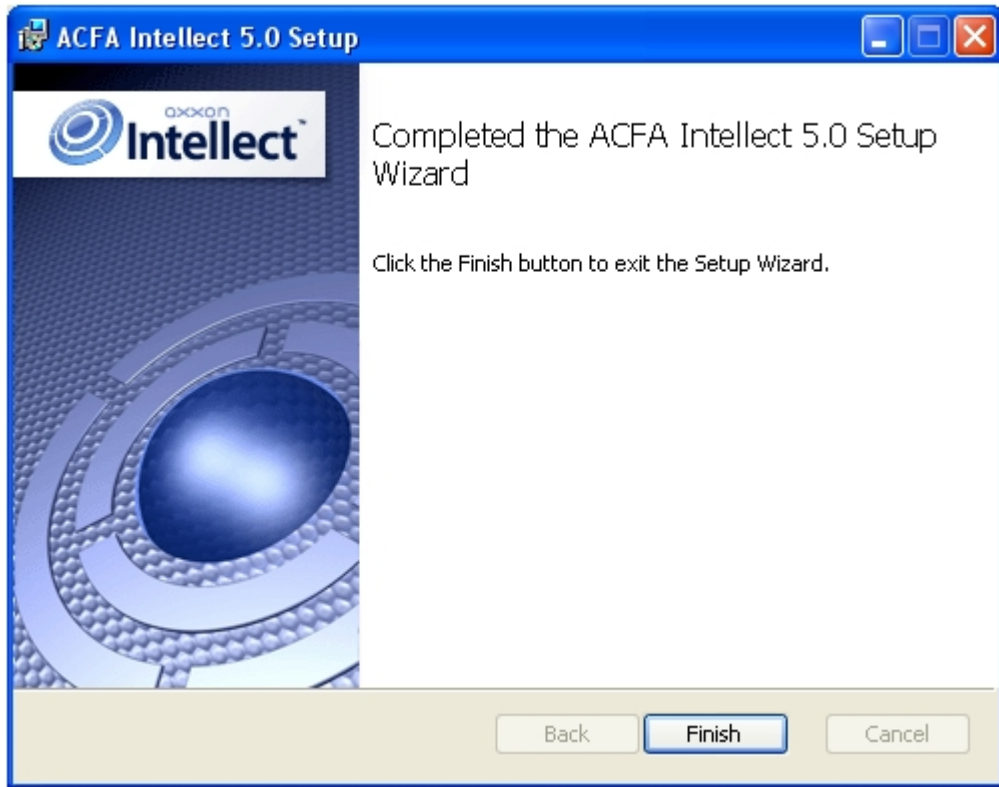 ACFA Intellect 5.0 Setup
axxon
Intellect™
Completed the ACFA Intellect 5.0 Setup
Wizard
Click the Finish button to exit the Setup Wizard.
Back
Finish
Cancel